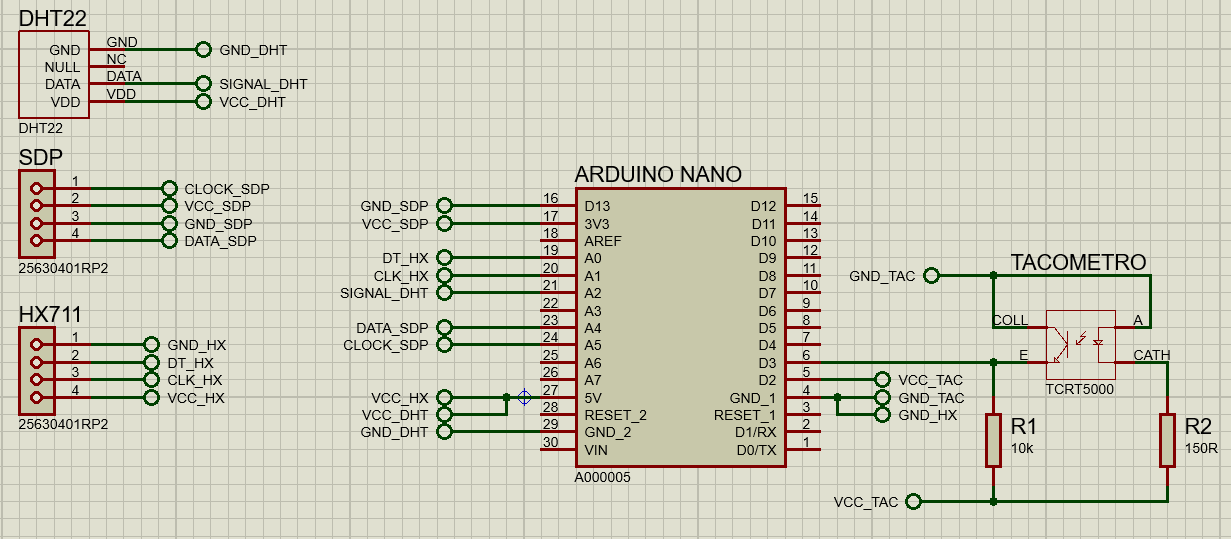 DHT22
GND GND GND_DHT
NULL NC
DATA DATA SIGNAL_DHT
VDD VDD VCC_DHT
DHT22
SDP
1 CLOCK_SDP
2 VCC_SDP
3 GND_SDP
4 DATA_SDP
25630401RP2
HX711
1 GND_HX
2 DT_HX
3 CLK_HX
4 VCC_HX
25630401RP2
ARDUINO NANO
GND_SDP 16 D13 D12 15
VCC_SDP 17 3V3 D11 14
18 AREF D10 13
DT_HX 19 A0 D9 12
CLK_HX 20 A1 D8 11
SIGNAL_DHT 21 A2 D7 10
22 A3 D6 9
DATA_SDP 23 A4 D5 8
CLOCK_SDP 24 A5 D4 7
25 A6 D3 6
26 A7 D2 5 VCC_TAC
VCC_HX 27 5V GND_1 4 GND_TAC
VCC_DHT 28 RESET_2 RESET_1 3 GND_HX
GND_DHT 29 GND_2 D1/RX 2
30 VIN D0/TX 1
A000005
TACOMETRO
GND_TAC
COLL A
E CATH
TCRT5000
R1
10k
R2
150R
VCC_TAC